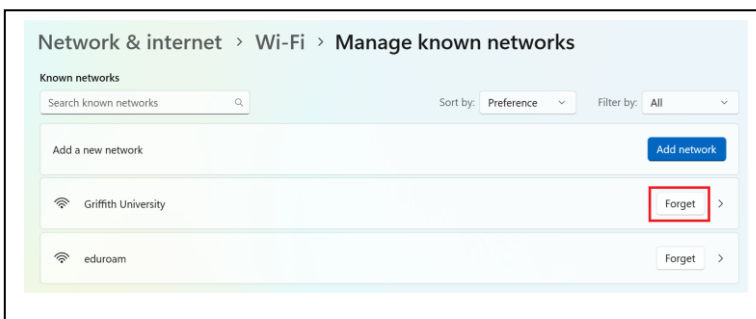 Network & internet > Wi-Fi > Manage known networks
Known networks
Search known networks Sort by: Preference Filter by: All
Add a new network Add network
Griffith University Forget
eduroam Forget